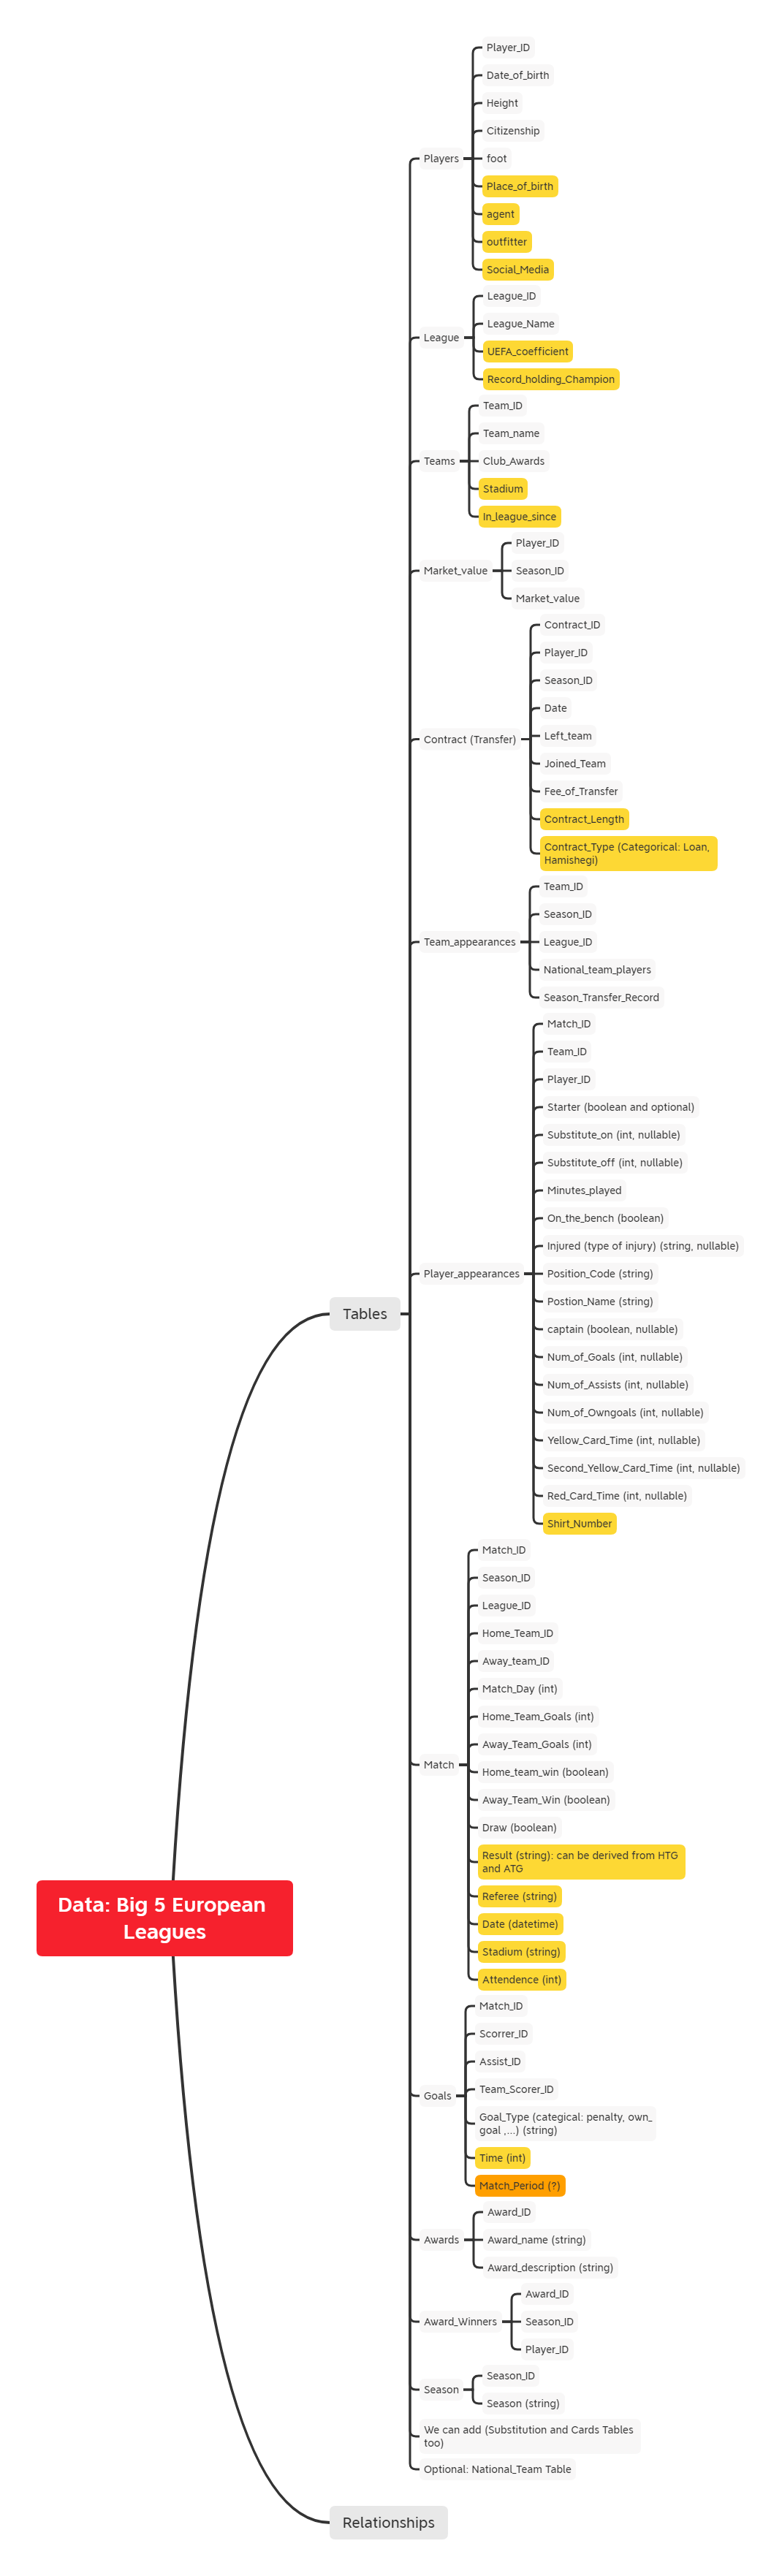 Data: Big 5 European
Leagues
Tables
Players
Player_ID
Date_of_birth
Height
Citizenship
foot
Place_of_birth
agent
outfitter
Social_Media
League
League_ID
League_Name
UEFA_coefficient
Record_holding_Champion
Teams
Team_ID
Team_name
Club_Awards
Stadium
In_league_since
Market_value
Player_ID
Season_ID
Market_value
Contract (Transfer)
Contract_ID
Player_ID
Season_ID
Date
Left_team
Joined_Team
Fee_of_Transfer
Contract_Length
Contract_Type (Categorical: Loan,
Hamishegi)
Team_appearances
Team_ID
Season_ID
League_ID
National_team_players
Season_Transfer_Record
Player_appearances
Match_ID
Team_ID
Player_ID
Starter (boolean and optional)
Substitute_on (int, nullable)
Substitute_off (int, nullable)
Minutes_played
On_the_bench (boolean)
Injured (type of injury) (string, nullable)
Position_Code (string)
Postion_Name (string)
captain (boolean, nullable)
Num_of_Goals (int, nullable)
Num_of_Assists (int, nullable)
Num_of_Owngoals (int, nullable)
Yellow_Card_Time (int, nullable)
Second_Yellow_Card_Time (int, nullable)
Red_Card_Time (int, nullable)
Shirt_Number
Match
Match_ID
Season_ID
League_ID
Home_Team_ID
Away_team_ID
Match_Day (int)
Home_Team_Goals (int)
Away_Team_Goals (int)
Home_team_win (boolean)
Away_Team_Win (boolean)
Draw (boolean)
Result (string): can be derived from HTG
and ATG
Referee (string)
Date (datetime)
Stadium (string)
Attendence (int)
Goals
Match_ID
Scorrer_ID
Assist_ID
Team_Scorer_ID
Goal_Type (categical: penalty, own_
goal ,...) (string)
Time (int)
Match_Period (?)
Awards
Award_ID
Award_name (string)
Award_description (string)
Award_Winners
Award_ID
Season_ID
Player_ID
Season
Season_ID
Season (string)
We can add (Substitution and Cards Tables
too)
Optional: National_Team Table
Relationships